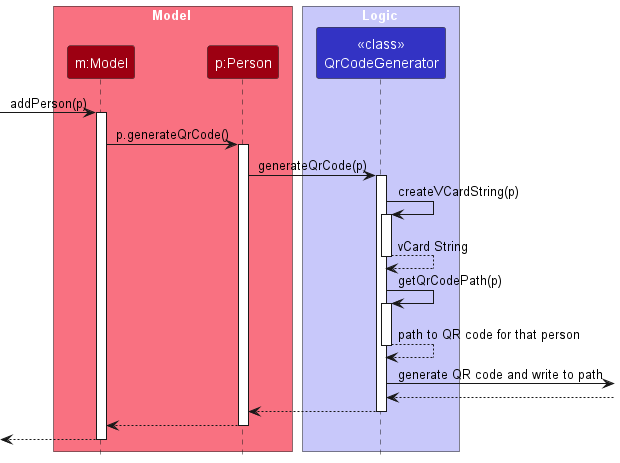 Model
Logic
m:Model
p:Person
«class»
QrCodeGenerator
addPerson(p)
p.generateQrCode()
generateQrCode(p)
createVCardString(p)
vCard String
getQrCodePath(p)
path to QR code for that person
generate QR code and write to path